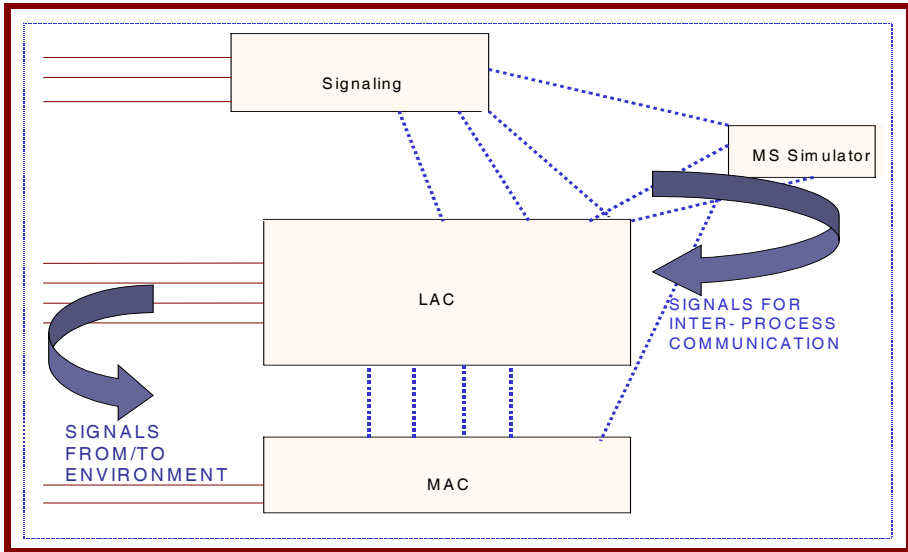 Signaling
MS Simulator
LAC
SIGNALS FOR
INTER- PROCESS
COMMUNICATION
SIGNALS
FROM/TO
ENVIRONMENT
MAC